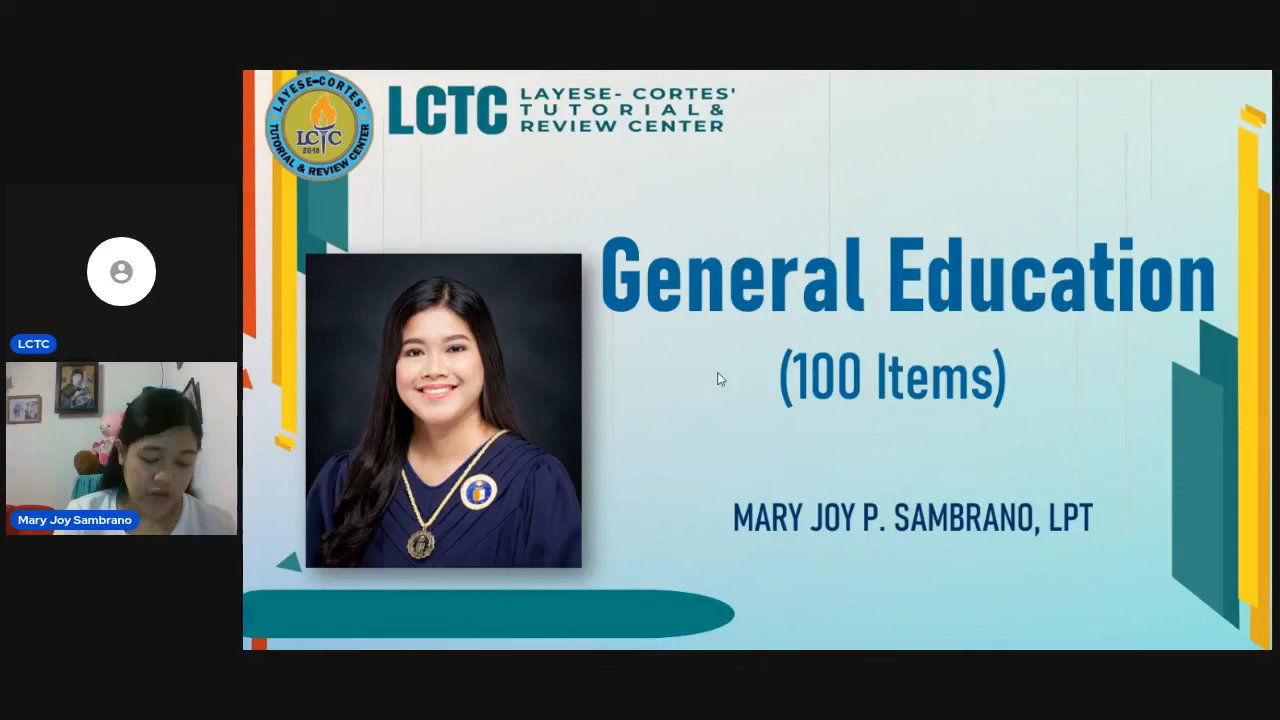 LAYESE-CORTES'
LCTC
2018
TUTORIAL & REVIEW CENTER
LCTC
LAYESE- CORTES'
TUTORIAL &
REVIEW CENTER
General Education
(100 Items)
MARY JOY P. SAMBRANO, LPT
LCTC
Mary Joy Sambrano